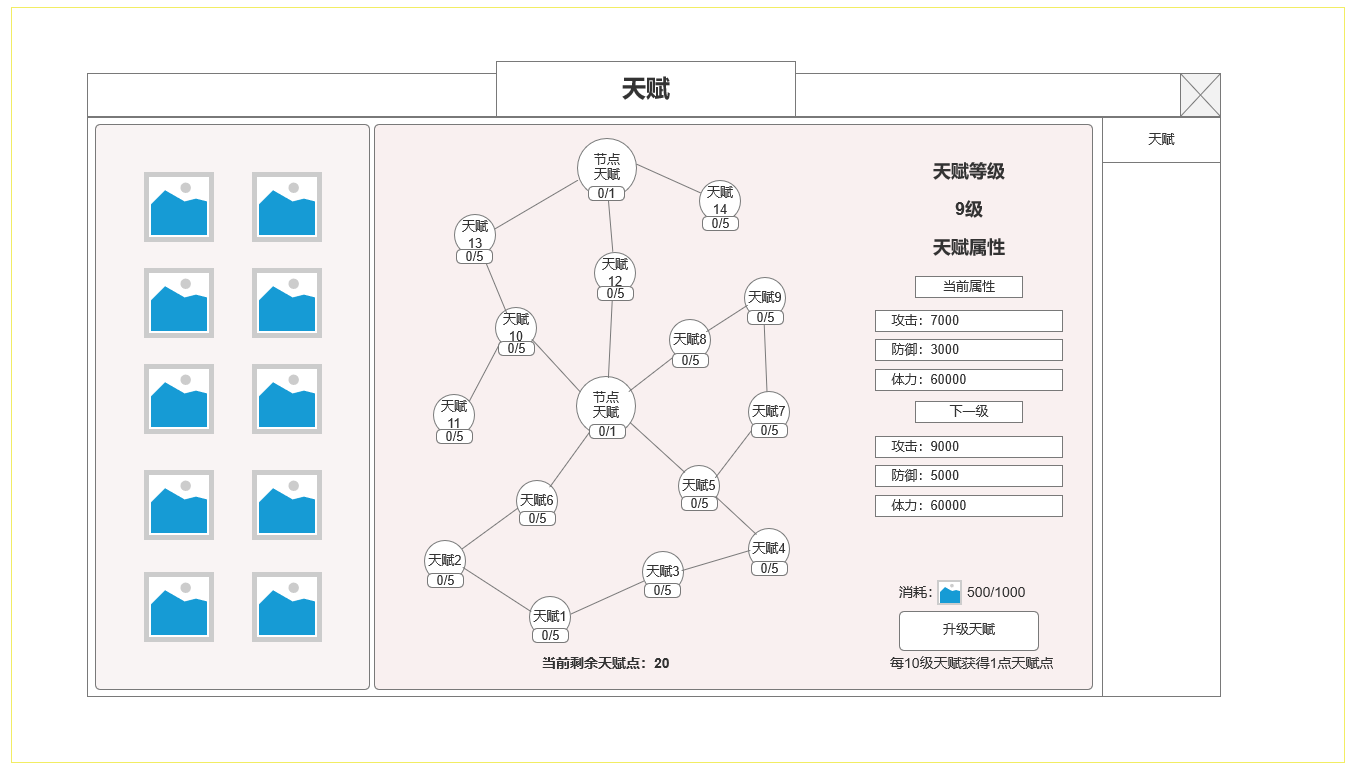 天赋
天赋
节点
天赋
0/1
天赋
14
0/5
天赋
13
0/5
天赋
12
0/5
天赋9
0/5
天赋
10
0/5
天赋8
0/5
天赋
11
0/5
节点
天赋
0/1
天赋7
0/5
天赋5
0/5
天赋6
0/5
天赋4
0/5
天赋2
0/5
天赋3
0/5
天赋1
0/5
当前剩余天赋点：20
天赋等级
9级
天赋属性
当前属性
攻击：7000
防御：3000
体力：60000
下一级
攻击：9000
防御：5000
体力：60000
消耗： 500/1000
升级天赋
每10级天赋获得1点天赋点